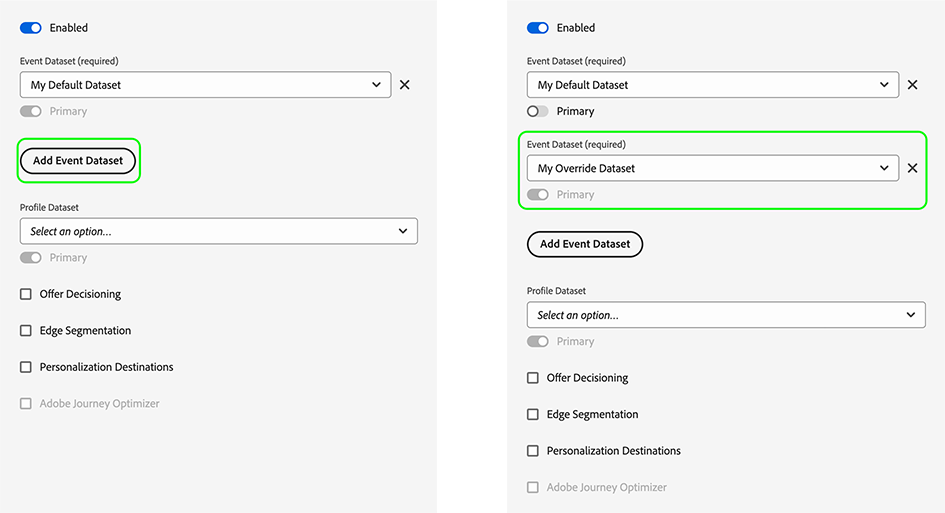 Enabled
Event Dataset (required)
My Default Dataset
Primary
Add Event Dataset
Profile Dataset
Select an option...
Primary
Offer Decisioning
Edge Segmentation
Personalization Destinations
Adobe Journey Optimizer
Enabled
Event Dataset (required)
My Default Dataset
Primary
Event Dataset (required)
My Override Dataset
Primary
Add Event Dataset
Profile Dataset
Select an option...
Primary
Offer Decisioning
Edge Segmentation
Personalization Destinations
Adobe Journey Optimizer